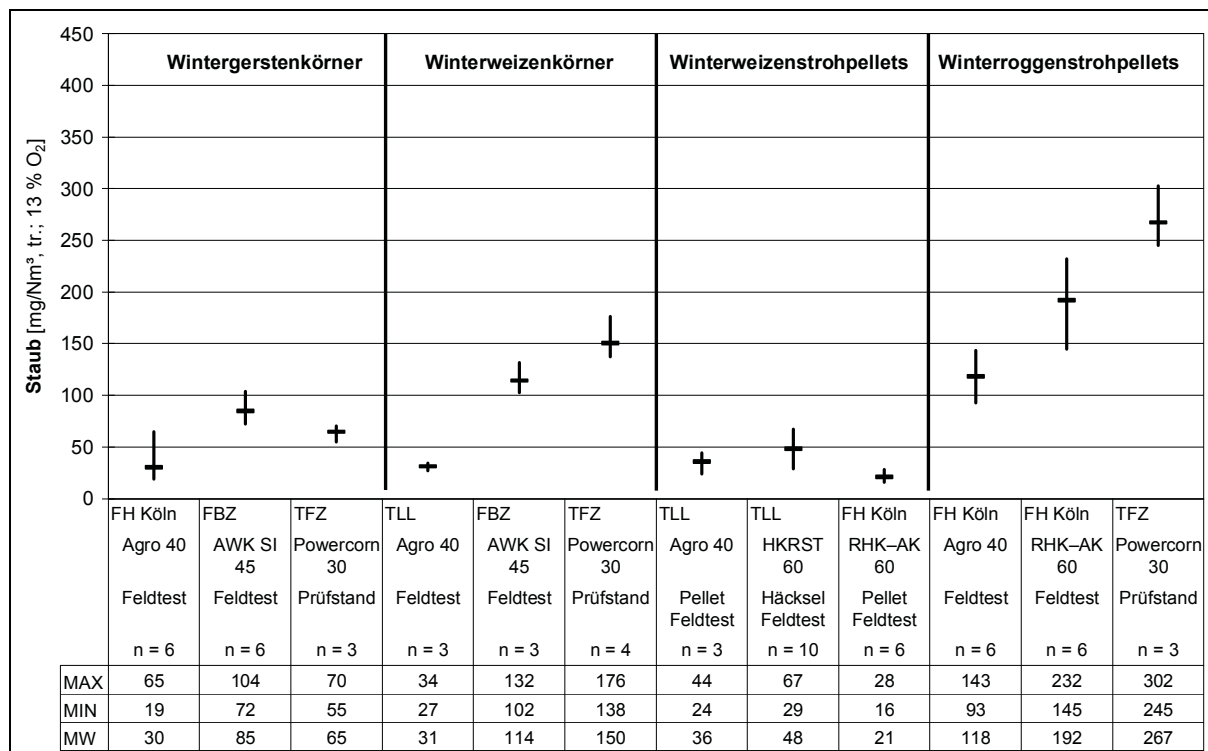 450
400
350
300
250
200
150
100
50
0
Staub [mg/Nm³, tr.; 13 % O₂]
Wintergerstenkörner Winterweizenkörner Winterweizenstrohpellets Winterroggenstrohpellets
FH Köln FBZ TFZ TLL FBZ TFZ TLL TLL FH Köln FH Köln FH Köln TFZ
Agro 40 AWK SI Powercorn Agro 40 AWK SI Powercorn Agro 40 HKRST RHK–AK Agro 40 RHK–AK Powercorn
45 30 45 30 60 60 60 30
Feldtest Feldtest Prüfstand Feldtest Feldtest Prüfstand Pellet Häcksel Pellet Feldtest Feldtest Prüfstand
Feldtest Feldtest Feldtest
n = 6 n = 6 n = 3 n = 3 n = 3 n = 4 n = 3 n = 10 n = 6 n = 6 n = 6 n = 3
MAX 65 104 70 34 132 176 44 67 28 143 232 302
MIN 19 72 55 27 102 138 24 29 16 93 145 245
MW 30 85 65 31 114 150 36 48 21 118 192 267